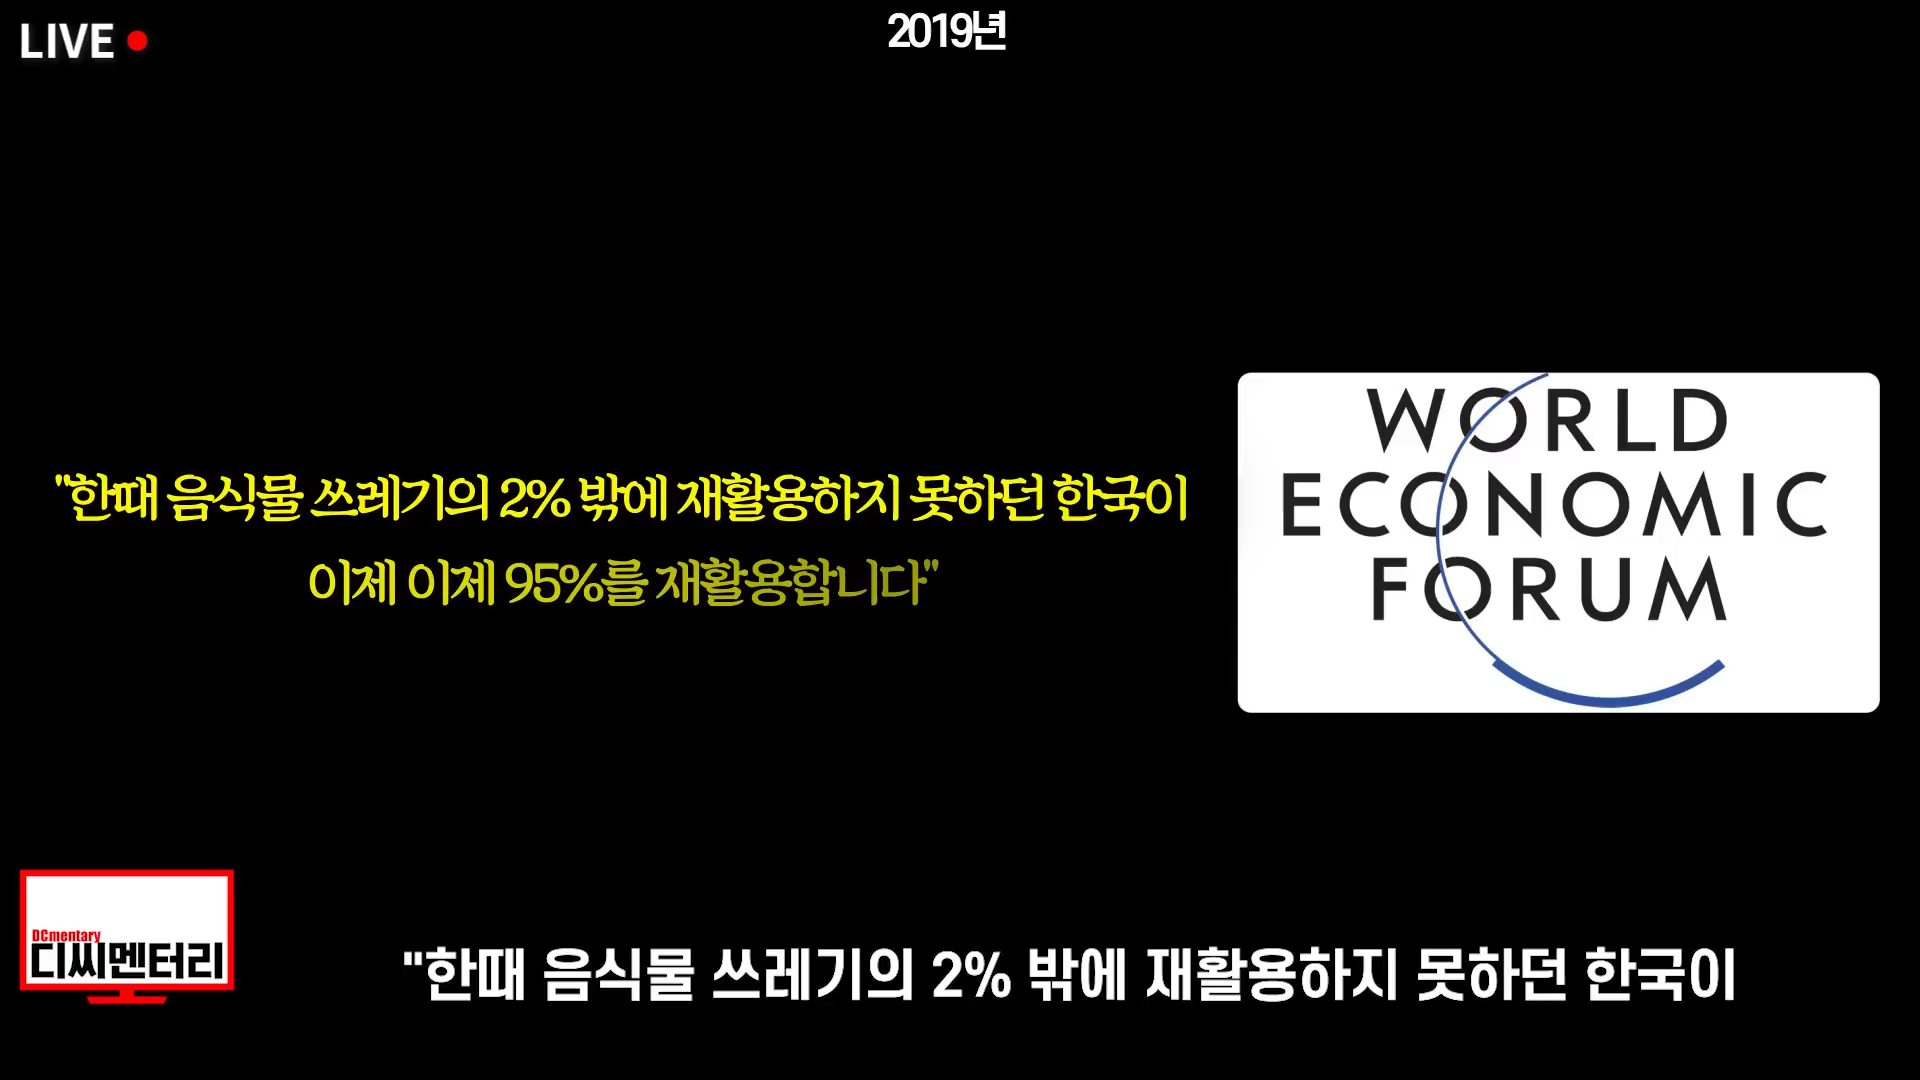 LIVE
2019년
"한때 음식물 쓰레기의 2% 밖에 재활용하지 못하던 한국이
이제 이제 95%를 재활용합니다"
WORLD
ECONOMIC
FORUM
DCmentary
디씨멘터리
"한때 음식물 쓰레기의 2% 밖에 재활용하지 못하던 한국이